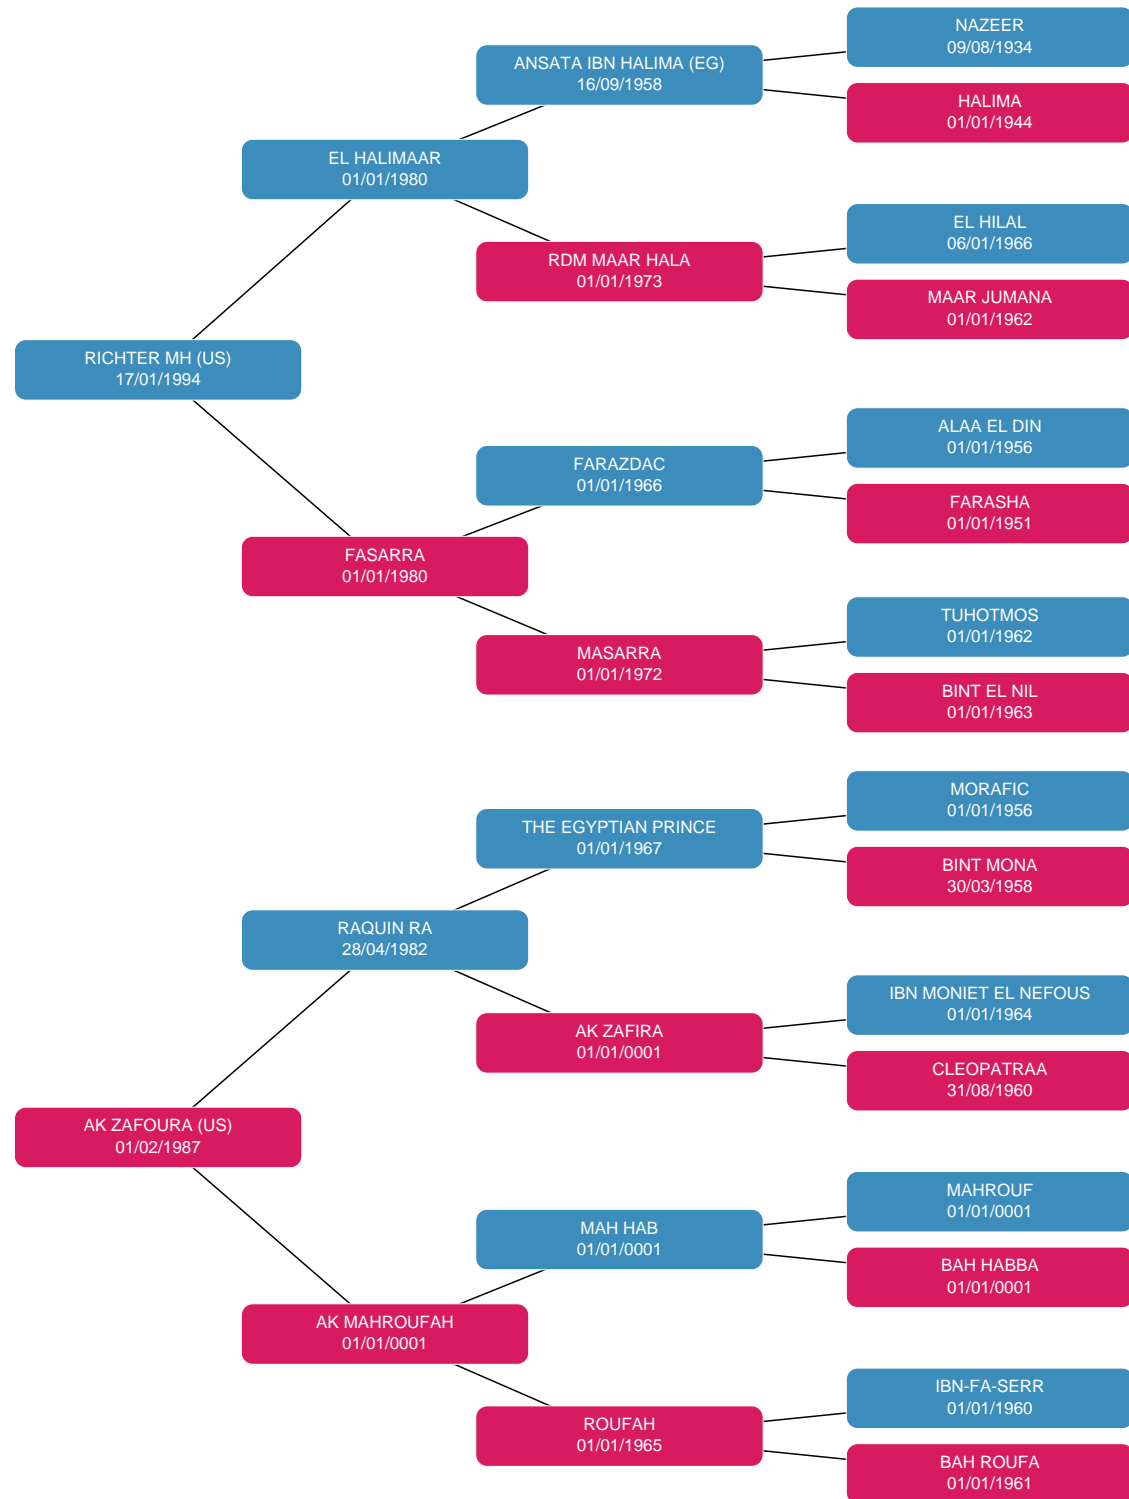 NAZEER
09/08/1934
ANSATA IBN HALIMA (EG)
16/09/1958
HALIMA
01/01/1944
EL HALIMAAR
01/01/1980
EL HILAL
06/01/1966
RDM MAAR HALA
01/01/1973
MAAR JUMANA
01/01/1962
RICHTER MH (US)
17/01/1994
ALAA EL DIN
01/01/1956
FARAZDAC
01/01/1966
FARASHA
01/01/1951
FASARRA
01/01/1980
TUHOTMOS
01/01/1962
MASARRA
01/01/1972
BINT EL NIL
01/01/1963
MORAFIC
01/01/1956
THE EGYPTIAN PRINCE
01/01/1967
BINT MONA
30/03/1958
RAQUIN RA
28/04/1982
IBN MONIET EL NEFOUS
01/01/1964
AK ZAFIRA
01/01/0001
CLEOPATRAA
31/08/1960
AK ZAFOURA (US)
01/02/1987
MAHROUF
01/01/0001
MAH HAB
01/01/0001
BAH HABBA
01/01/0001
AK MAHROUFAH
01/01/0001
IBN-FA-SERR
01/01/1960
ROUFAH
01/01/1965
BAH ROUFA
01/01/1961